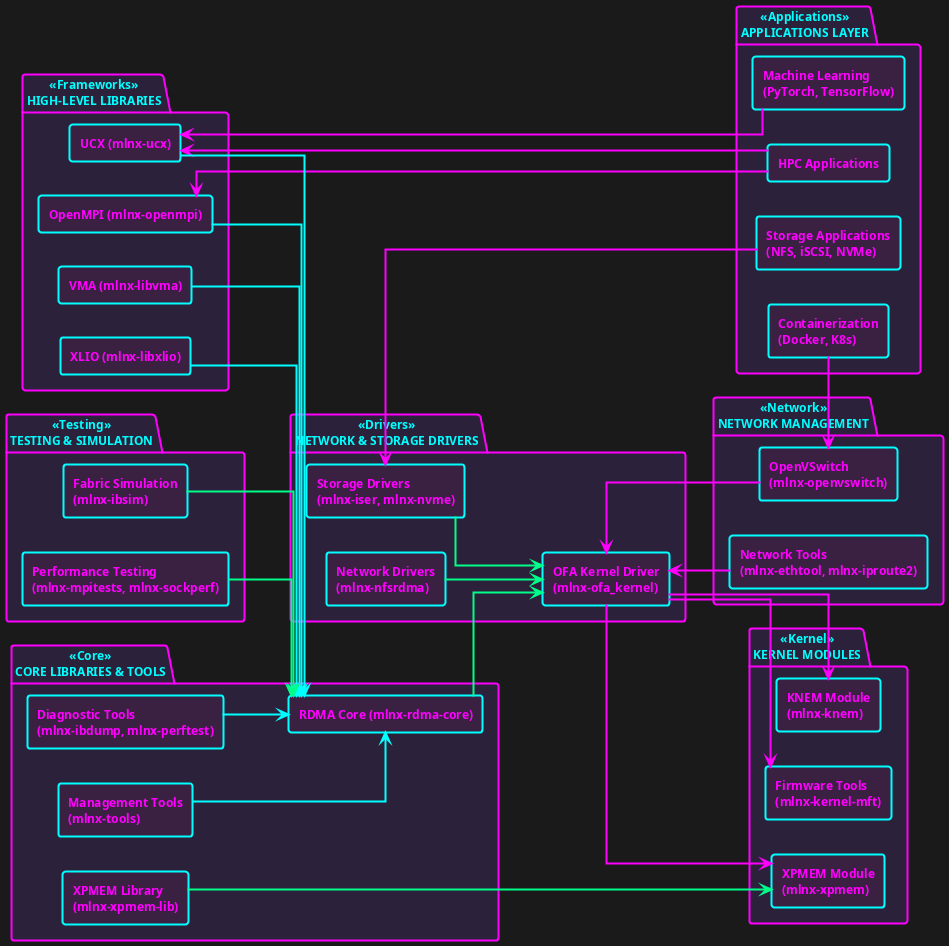 «Applications»
APPLICATIONS LAYER
Machine Learning
(PyTorch, TensorFlow)
HPC Applications
Storage Applications
(NFS, iSCSI, NVMe)
Containerization
(Docker, K8s)
«Frameworks»
HIGH-LEVEL LIBRARIES
UCX (mlnx-ucx)
OpenMPI (mlnx-openmpi)
VMA (mlnx-libvma)
XLIO (mlnx-libxlio)
«Testing»
TESTING & SIMULATION
Fabric Simulation
(mlnx-ibsim)
Performance Testing
(mlnx-mpitests, mlnx-sockperf)
«Drivers»
NETWORK & STORAGE DRIVERS
Storage Drivers
(mlnx-iser, mlnx-nvme)
Network Drivers
(mlnx-nfsrdma)
OFA Kernel Driver
(mlnx-ofa_kernel)
«Network»
NETWORK MANAGEMENT
OpenVSwitch
(mlnx-openvswitch)
Network Tools
(mlnx-ethtool, mlnx-iproute2)
«Core»
CORE LIBRARIES & TOOLS
Diagnostic Tools
(mlnx-ibdump, mlnx-perftest)
RDMA Core (mlnx-rdma-core)
Management Tools
(mlnx-tools)
XPMEM Library
(mlnx-xpmem-lib)
«Kernel»
KERNEL MODULES
KNEM Module
(mlnx-knem)
Firmware Tools
(mlnx-kernel-mft)
XPMEM Module
(mlnx-xpmem)